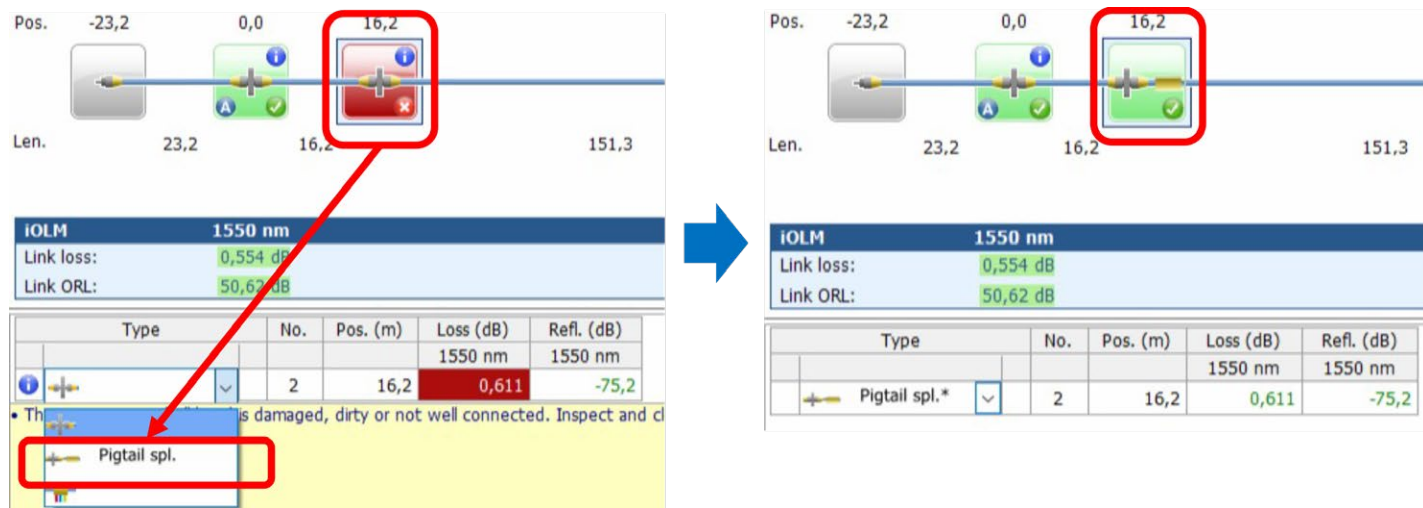 Pos. -23,2 0,0 16,2
A
Len. 23,2 16,2 151,3
iOLM 1550 nm
Link loss: 0,554 dB
Link ORL: 50,62 dB
Type No. Pos. (m) Loss (dB) Refl. (dB)
1550 nm 1550 nm
2 16,2 0,611 -75,2
• Th is damaged, dirty or not well connected. Inspect and cl
Pigtail spl.
Pos. -23,2 0,0 16,2
A
Len. 23,2 16,2 151,3
iOLM 1550 nm
Link loss: 0,554 dB
Link ORL: 50,62 dB
Type No. Pos. (m) Loss (dB) Refl. (dB)
1550 nm 1550 nm
Pigtail spl.* 2 16,2 0,611 -75,2